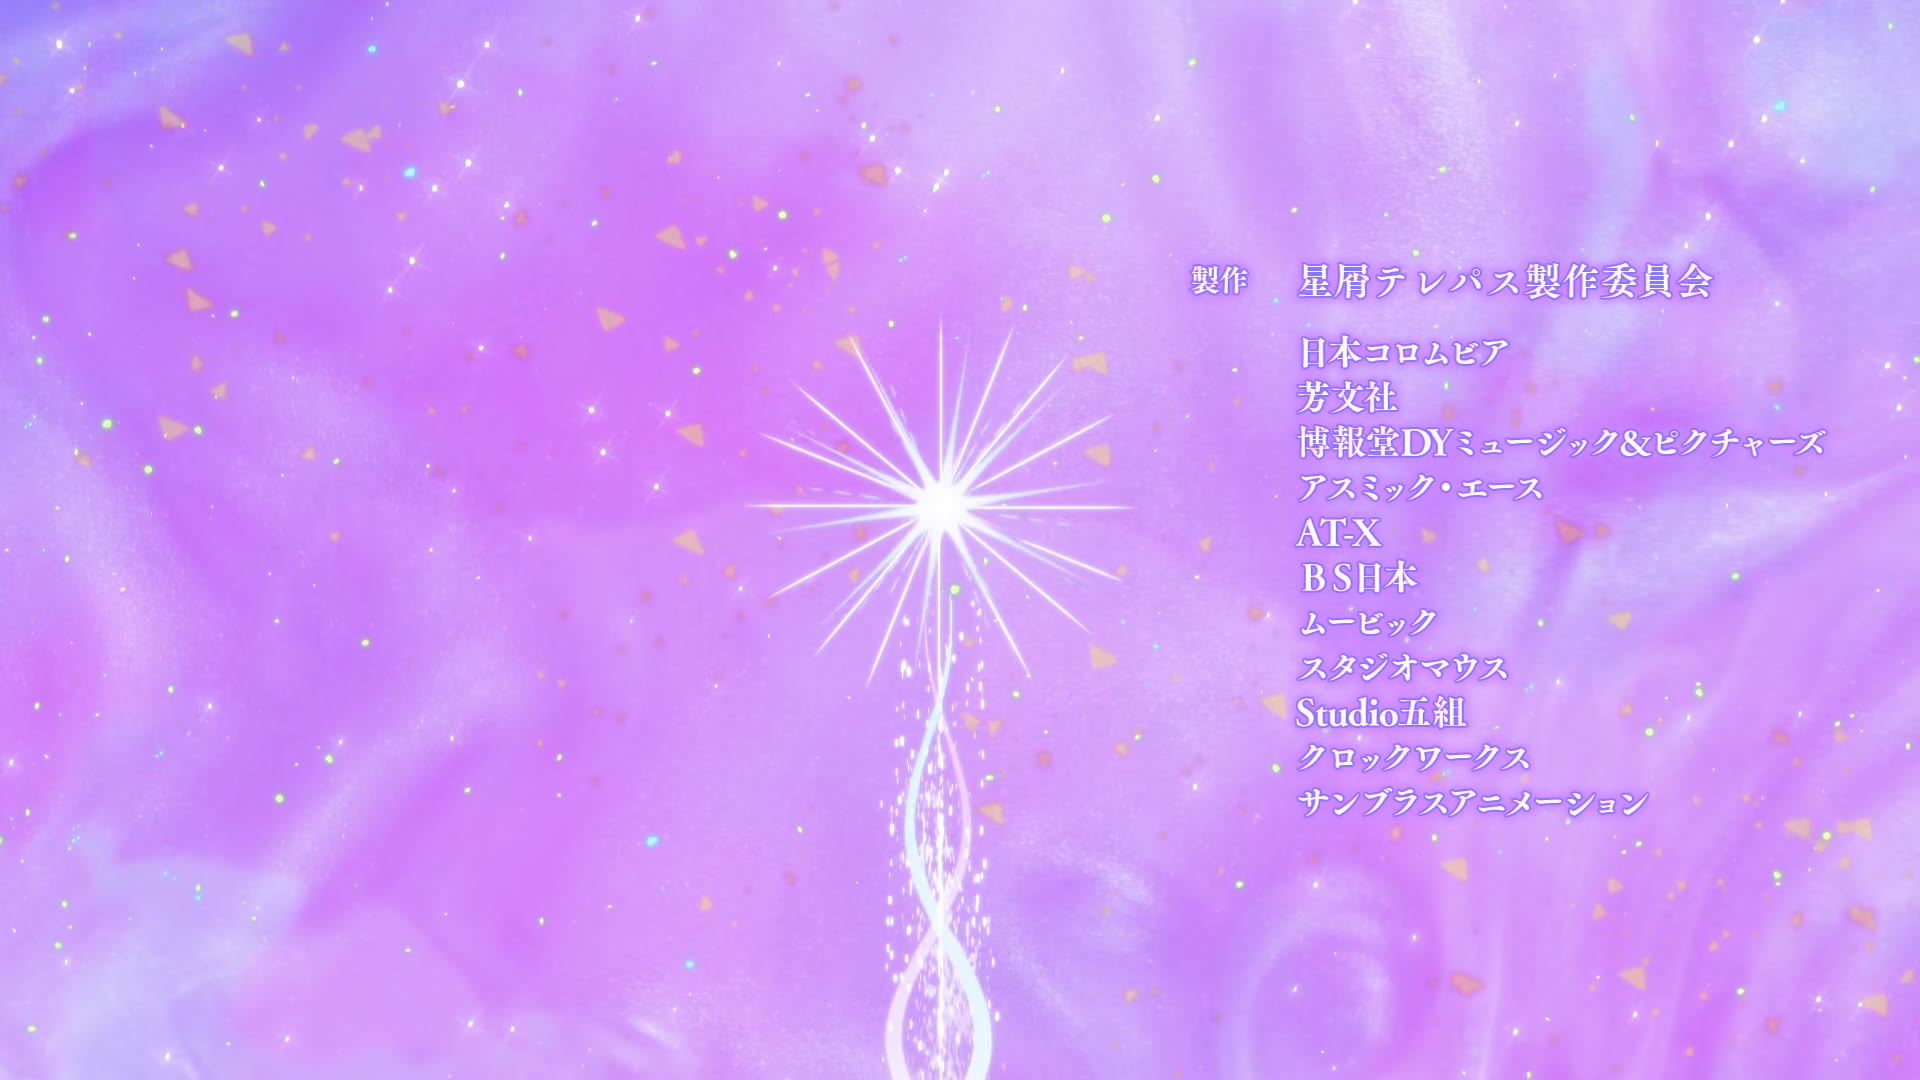 製作 星屑テレパス製作委員会
日本コロムビア
芳文社
博報堂DYミュージック&ピクチャーズ
アスミック・エース
AT-X
ＢＳ日本
ムービック
スタジオマウス
Studio五組
クロックワークス
サンブラスアニメーション